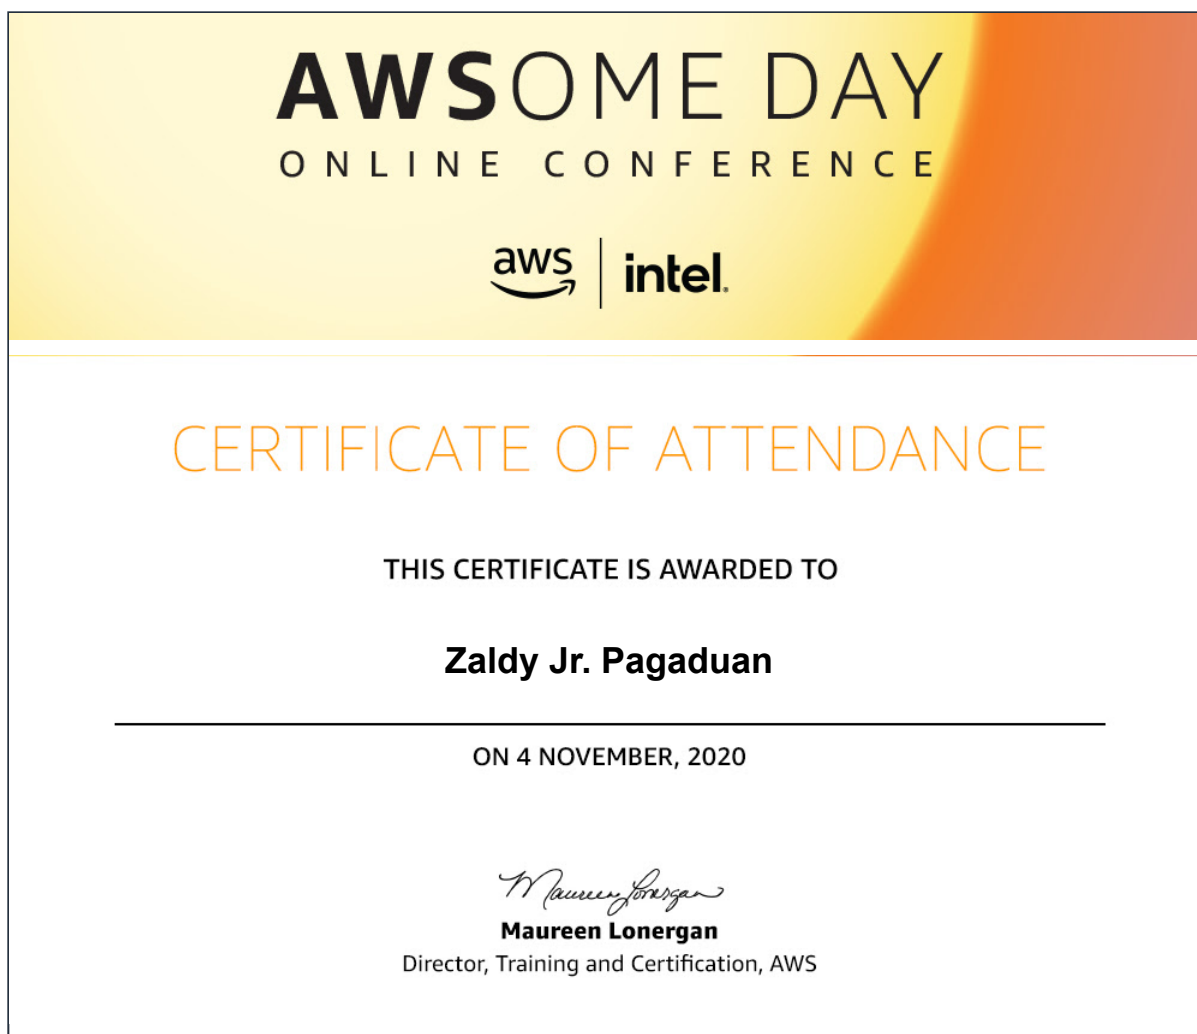 AWSOME DAY
ONLINE CONFERENCE
aws | intel.
CERTIFICATE OF ATTENDANCE
THIS CERTIFICATE IS AWARDED TO
Zaldy Jr. Pagaduan
ON 4 NOVEMBER, 2020
Maureen Lonergan
Maureen Lonergan
Director, Training and Certification, AWS